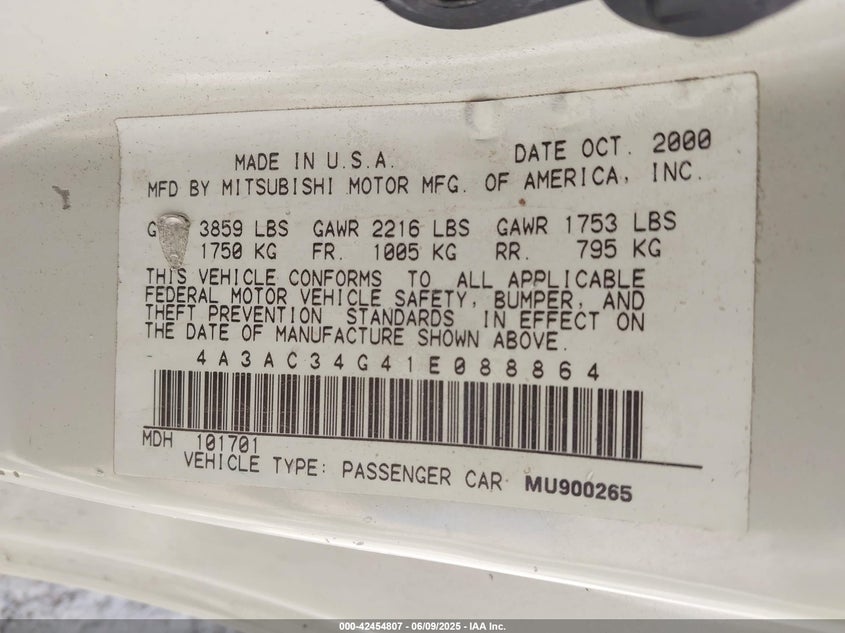 MADE IN U.S.A. DATE OCT. 2000
MFD BY MITSUBISHI MOTOR MFG. OF AMERICA, INC.
3859 LBS GAWR 2216 LBS GAWR 1753 LBS
1750 KG FR. 1005 KG RR. 795 KG
THIS VEHICLE CONFORMS TO ALL APPLICABLE
FEDERAL MOTOR VEHICLE SAFETY, BUMPER, AND
THEFT PREVENTION STANDARDS IN EFFECT ON
THE DATE OF MANUFACTURE SHOWN ABOVE.
4A3AC34G41E088864
MDH 101701
VEHICLE TYPE: PASSENGER CAR MU900265
000-42454807 - 06/09/2025 - IAA Inc.